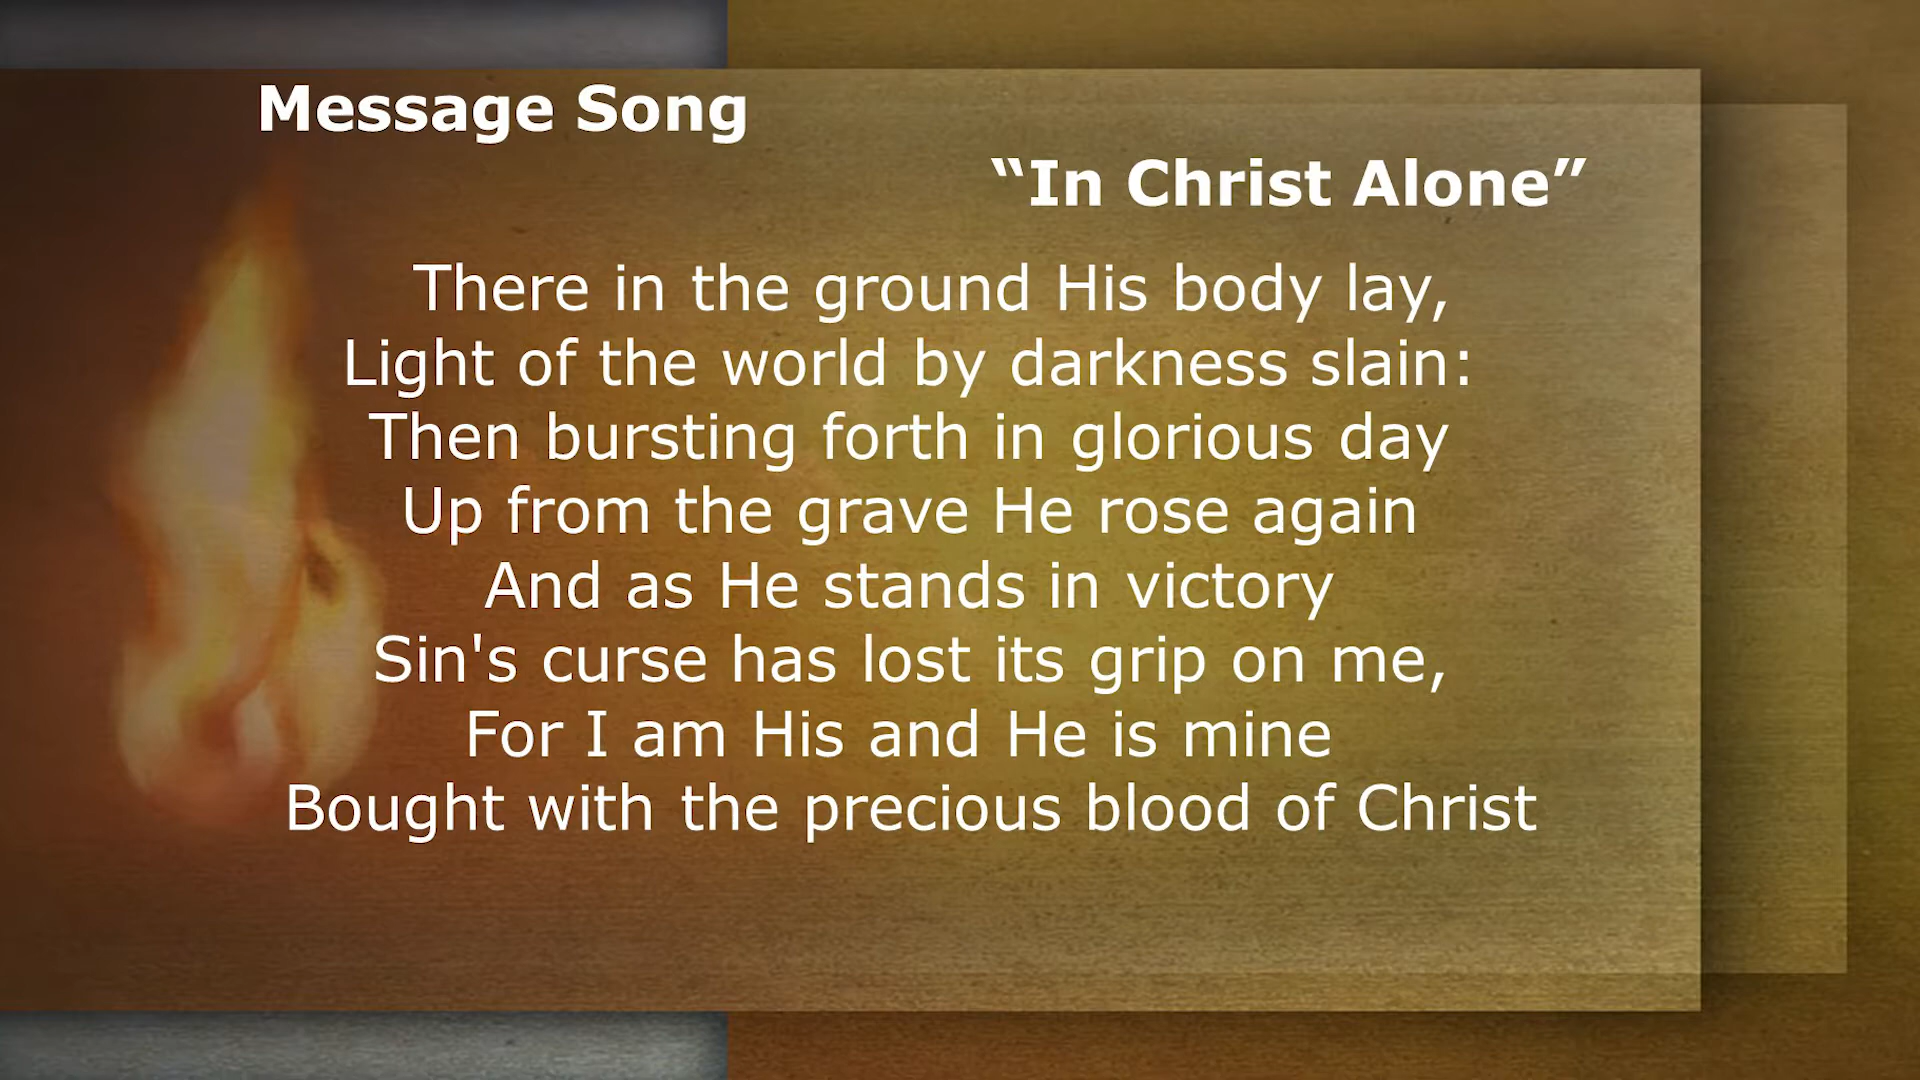 Message Song
“In Christ Alone”
There in the ground His body lay,
Light of the world by darkness slain:
Then bursting forth in glorious day
Up from the grave He rose again
And as He stands in victory
Sin's curse has lost its grip on me,
For I am His and He is mine
Bought with the precious blood of Christ